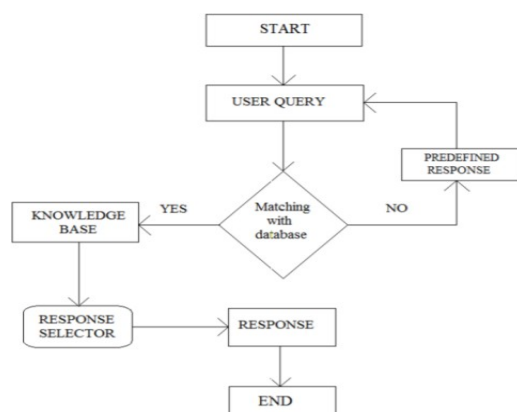 START
USER QUERY
PREDEFINED
RESPONSE
Matching
with
database
YES
NO
KNOWLEDGE
BASE
RESPONSE
SELECTOR
RESPONSE
END